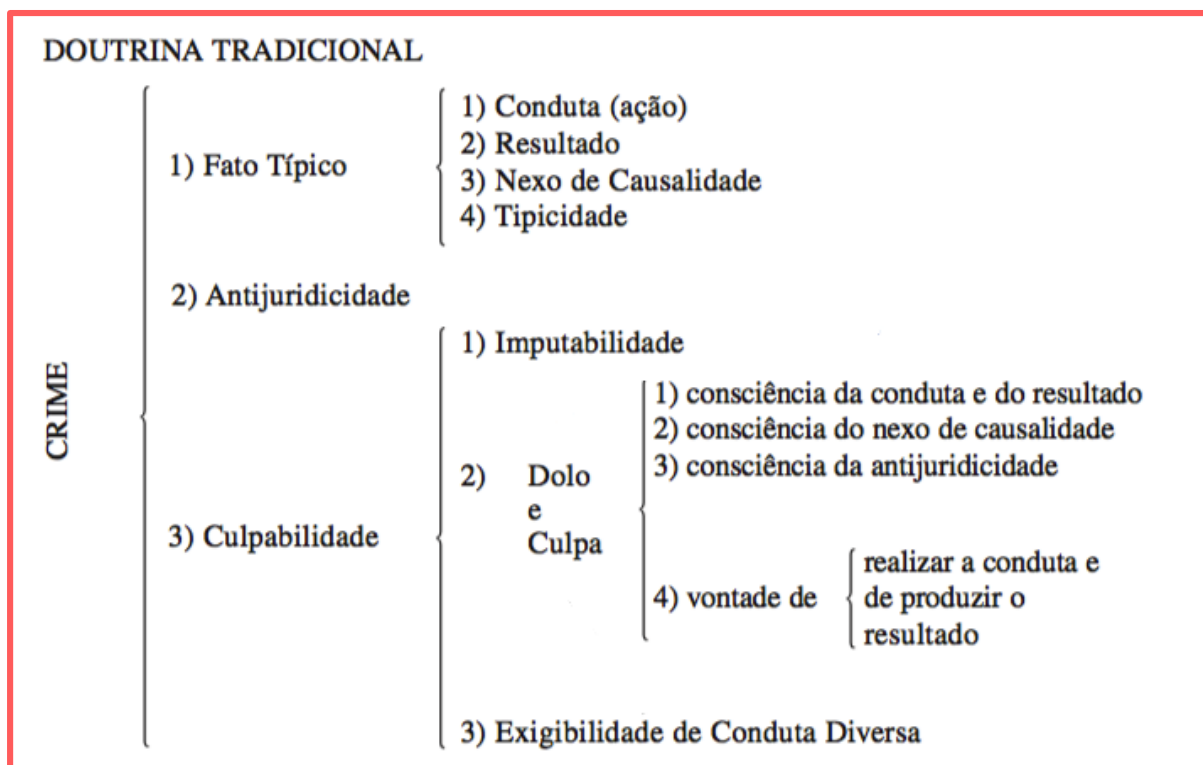 DOUTRINA TRADICIONAL
CRIME
1) Fato Típico
1) Conduta (ação)
2) Resultado
3) Nexo de Causalidade
4) Tipicidade
2) Antijuridicidade
3) Culpabilidade
1) Imputabilidade
2) Dolo
e
Culpa
1) consciência da conduta e do resultado
2) consciência do nexo de causalidade
3) consciência da antijuridicidade
4) vontade de
realizar a conduta e
de produzir o
resultado
3) Exigibilidade de Conduta Diversa